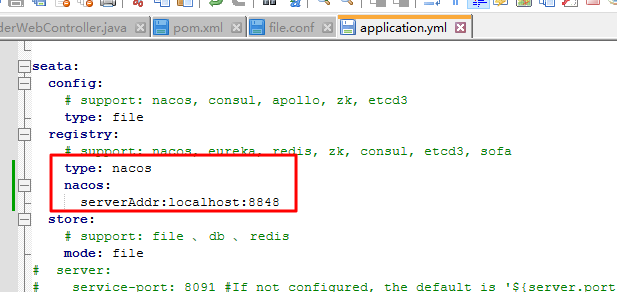 derWebController.java pom.xml file.conf application.yml
seata:
  config:
    # support: nacos, consul, apollo, zk, etcd3
    type: file
  registry:
    # support: nacos, eureka, redis, zk, consul, etcd3, sofa
    type: nacos
    nacos:
      serverAddr:localhost:8848
  store:
    # support: file 、 db 、 redis
    mode: file
#  server:
#    service-port: 8091 #If not configured, the default is '${server.port